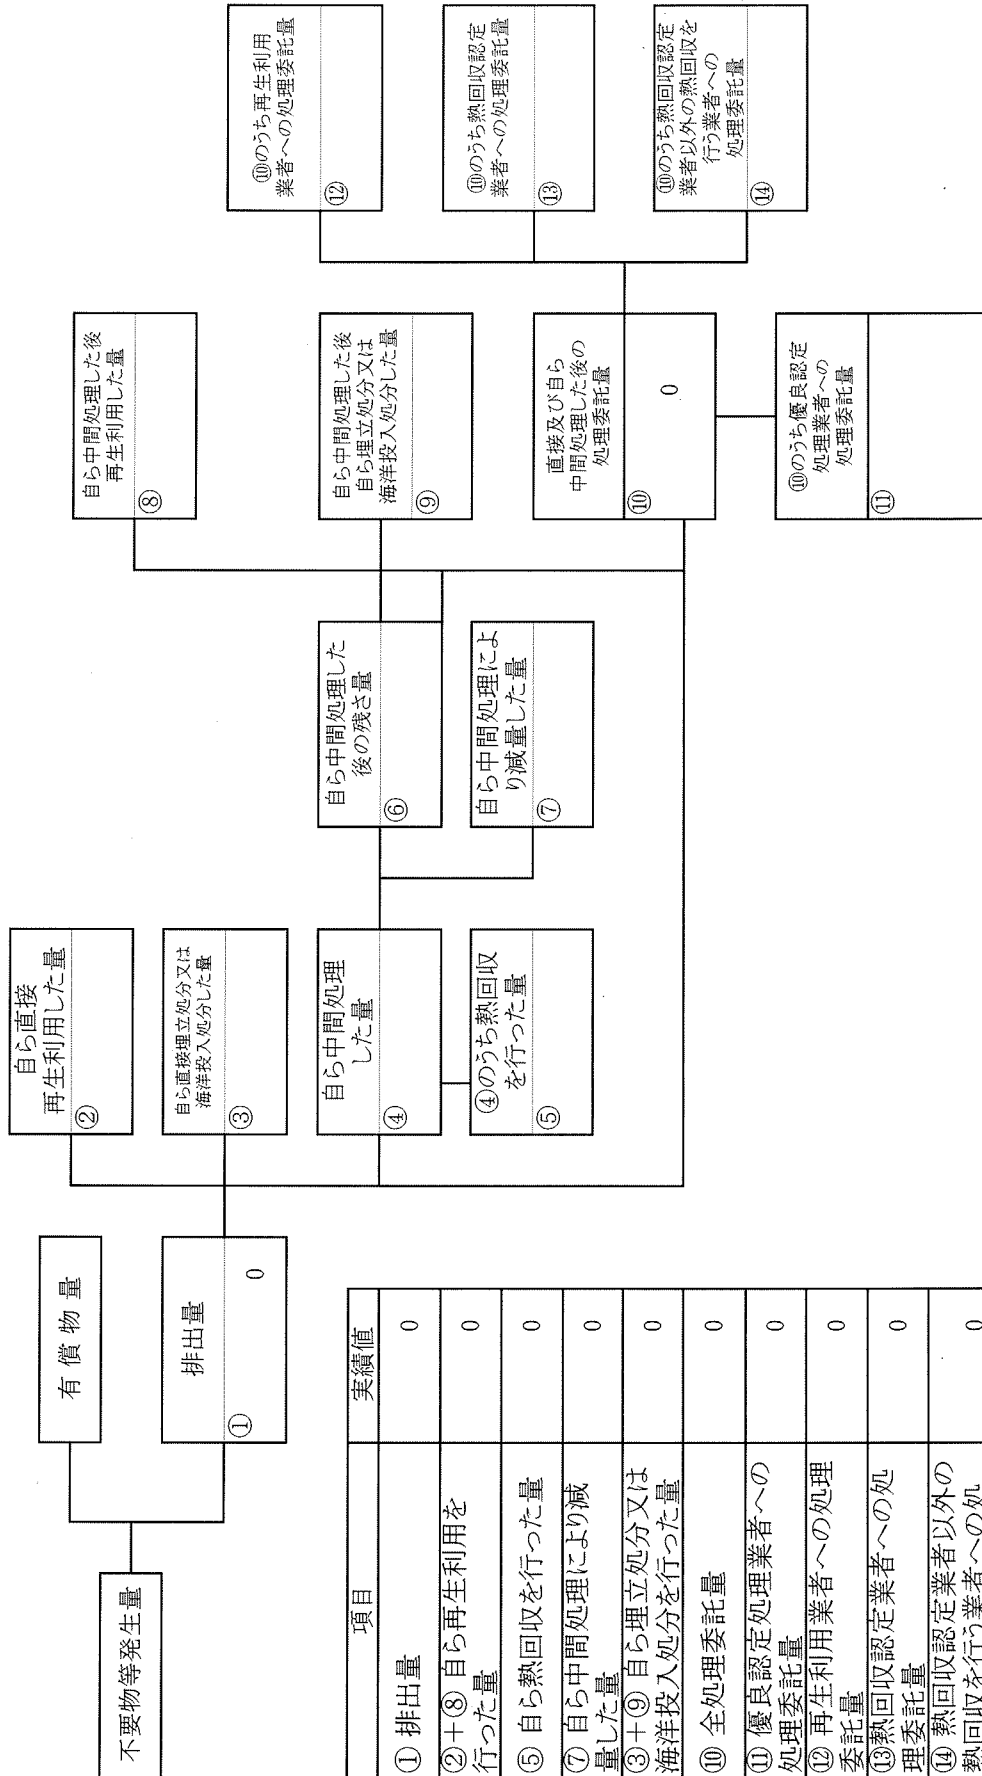 不要物等発生量
有償物量
排出量
①
0
自ら直接
再生利用した量
②
自ら直接埋立処分又は
海洋投入処分した量
③
自ら中間処理
した量
④
④のうち熱回収
を行った量
⑤
自ら中間処理した
後の残さ量
⑥
自ら中間処理によ
り減量した量
⑦
自ら中間処理した後
再生利用した量
⑧
自ら中間処理した後
自ら埋立処分又は
海洋投入処分した量
⑨
直接及び自ら
中間処理した後の
処理委託量
⑩
0
⑩のうち優良認定
処理業者への
処理委託量
⑪
⑩のうち再生利用
業者への処理委託量
⑫
⑩のうち熱回収認定
業者への処理委託量
⑬
⑩のうち熱回収認定
業者以外の熱回収を
行う業者への
処理委託量
⑭
項目 実績値
① 排出量 0
②+⑧ 自ら再生利用を
行った量 0
⑤ 自ら熱回収を行った量 0
⑦ 自ら中間処理により減
量した量 0
③+⑨ 自ら埋立処分又は
海洋投入処分を行った量 0
⑩ 全処理委託量 0
⑪ 優良認定処理業者への
処理委託量 0
⑫ 再生利用業者への処理
委託量 0
⑬熱回収認定業者への処
理委託量 0
⑭ 熱回収認定業者以外の
熱回収を行う業者への処 0